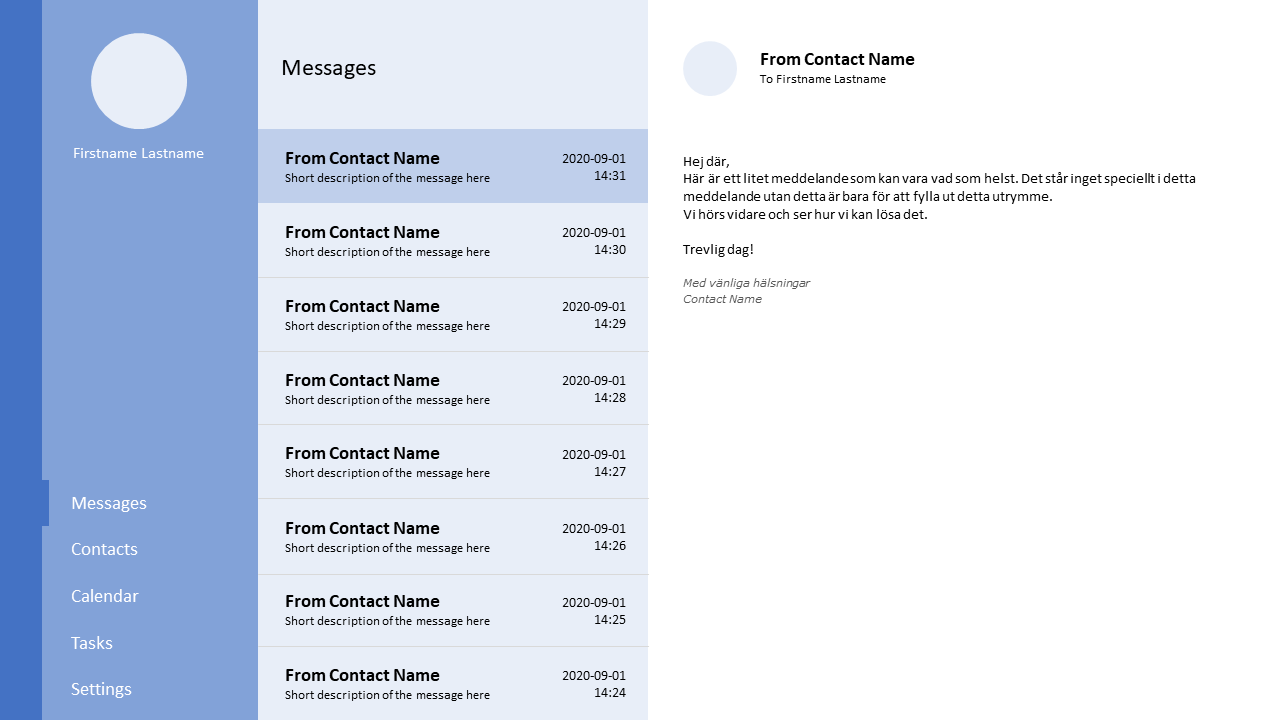 Firstname Lastname
Messages
Contacts
Calendar
Tasks
Settings
Messages
From Contact Name
Short description of the message here
2020-09-01
14:31
From Contact Name
Short description of the message here
2020-09-01
14:30
From Contact Name
Short description of the message here
2020-09-01
14:29
From Contact Name
Short description of the message here
2020-09-01
14:28
From Contact Name
Short description of the message here
2020-09-01
14:27
From Contact Name
Short description of the message here
2020-09-01
14:26
From Contact Name
Short description of the message here
2020-09-01
14:25
From Contact Name
Short description of the message here
2020-09-01
14:24
From Contact Name
To Firstname Lastname
Hej där,
Här är ett litet meddelande som kan vara vad som helst. Det står inget speciellt i detta
meddelande utan detta är bara för att fylla ut detta utrymme.
Vi hörs vidare och ser hur vi kan lösa det.
Trevlig dag!
Med vänliga hälsningar
Contact Name